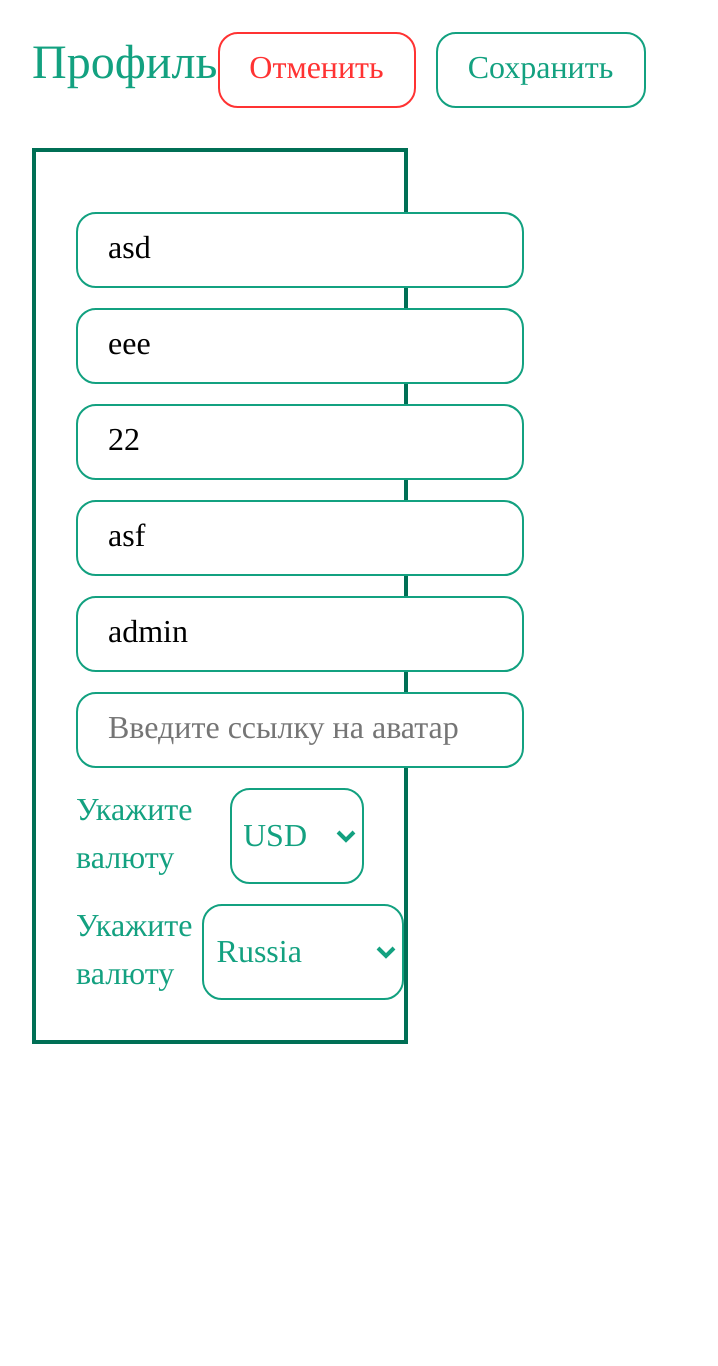 Профиль Отменить Сохранить
asd
eee
22
asf
admin
Введите ссылку на аватар
Укажите
валюту USD
Укажите
валюту Russia